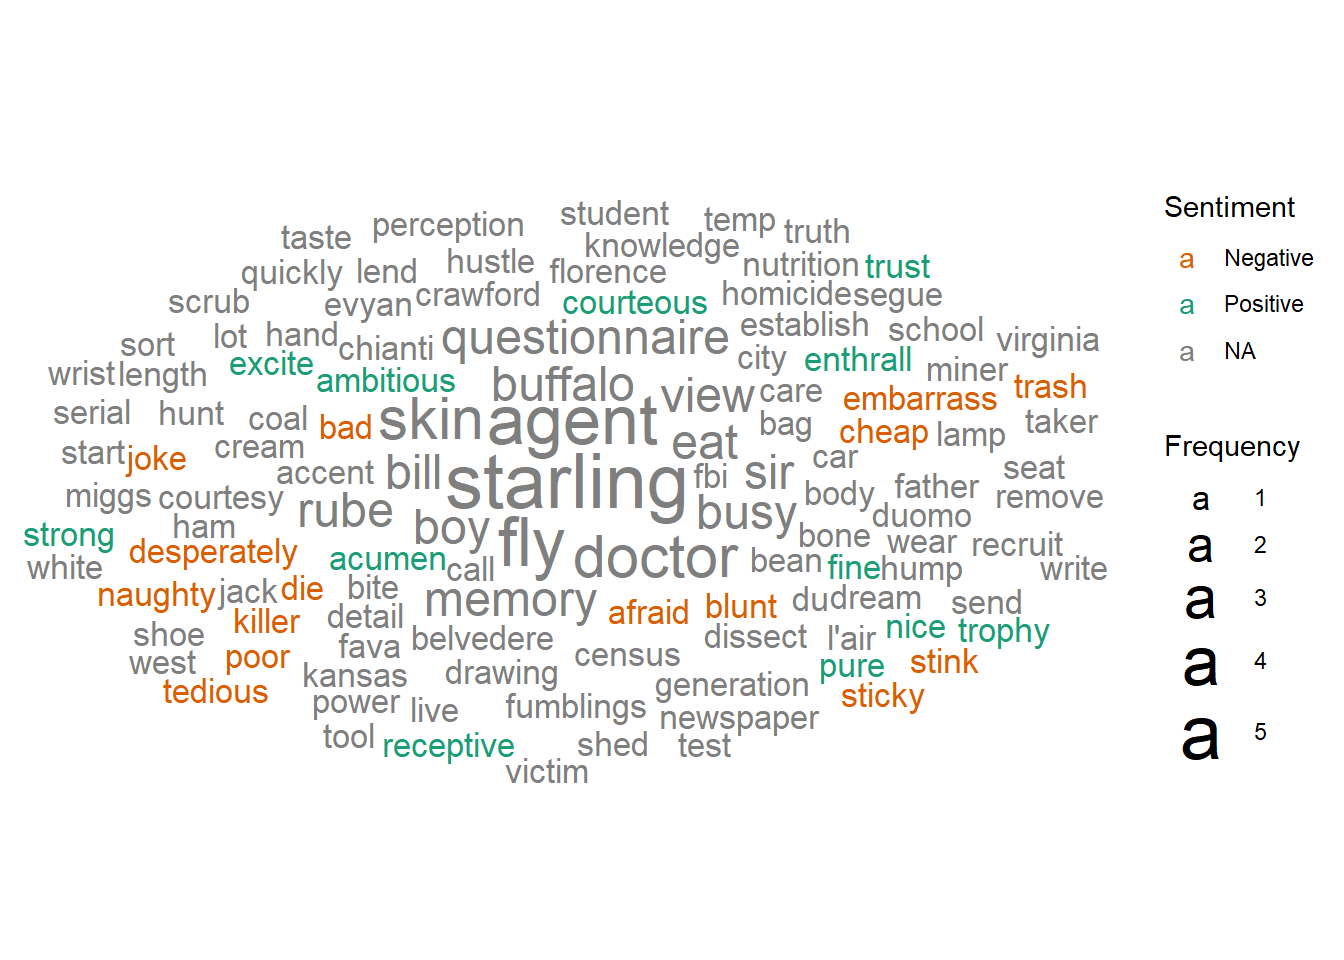 student temp truth
taste perception knowledge
quickly lend hustle florence nutrition trust
scrub evyan crawford courteous homicide segue
sort lot hand chianti questionnaire establish school virginia
wrist length excite ambitious buffalo view city enthrall miner trash
serial hunt coal bad skin agent care embarrass taker
start joke cream eat bag cheap lamp
miggs courtesy accent bill starling fbi sir car father seat
strong ham rube boy busy body duomo remove
white desperately acumen call fly doctor bean bone wear recruit write
naughty jack die bite memory fine hump
shoe killer detail afraid blunt du dream send
west poor fava belvedere dissect l'air nice trophy
tedious kansas drawing census generation pure stink
power live fumblings newspaper sticky
tool receptive shed test
victim
Sentiment
a Negative
a Positive
a NA
Frequency
a 1
a 2
a 3
a 4
a 5